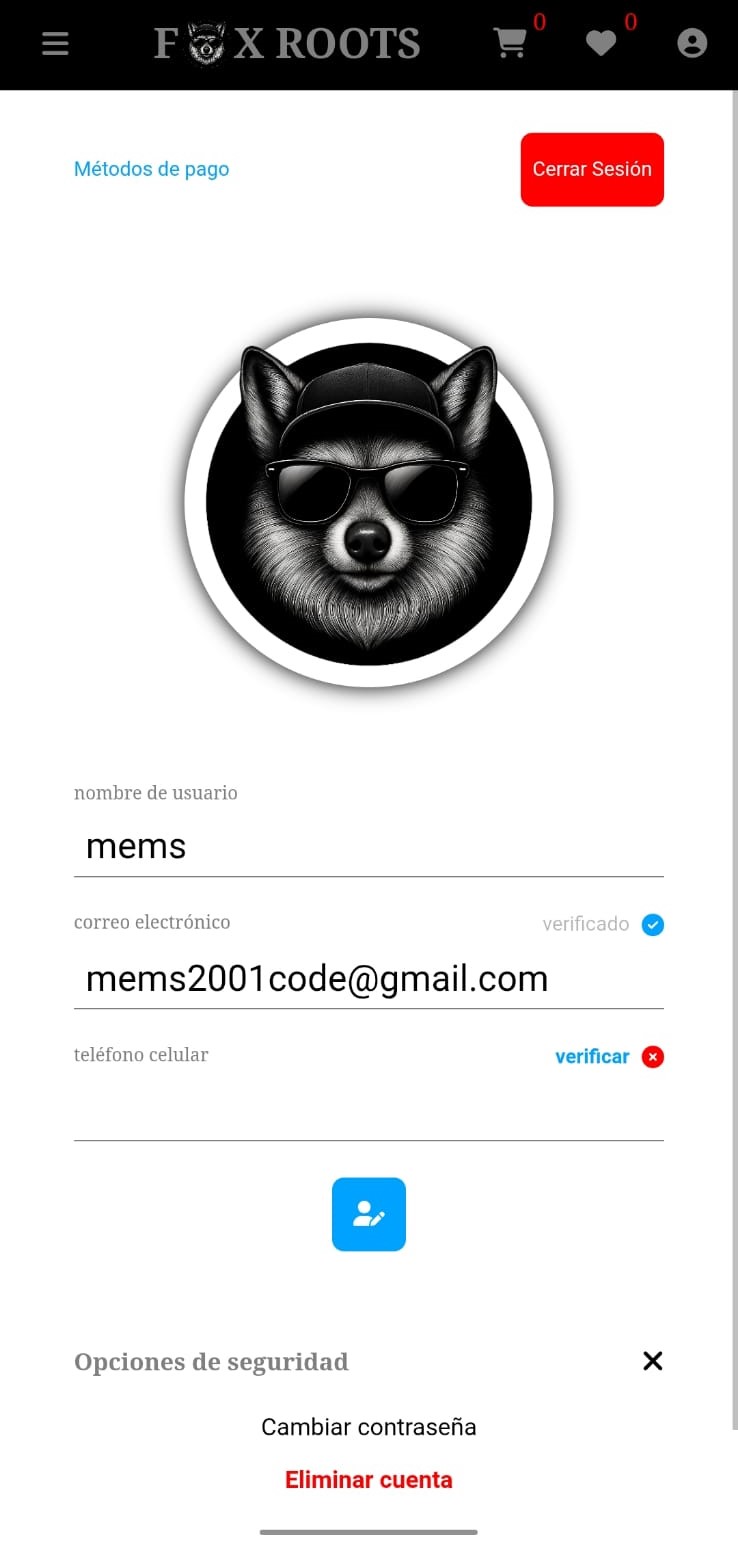 F X ROOTS
0
0
Métodos de pago
Cerrar Sesión
nombre de usuario
mems
correo electrónico
verificado
mems2001code@gmail.com
teléfono celular
verificar
Opciones de seguridad
Cambiar contraseña
Eliminar cuenta